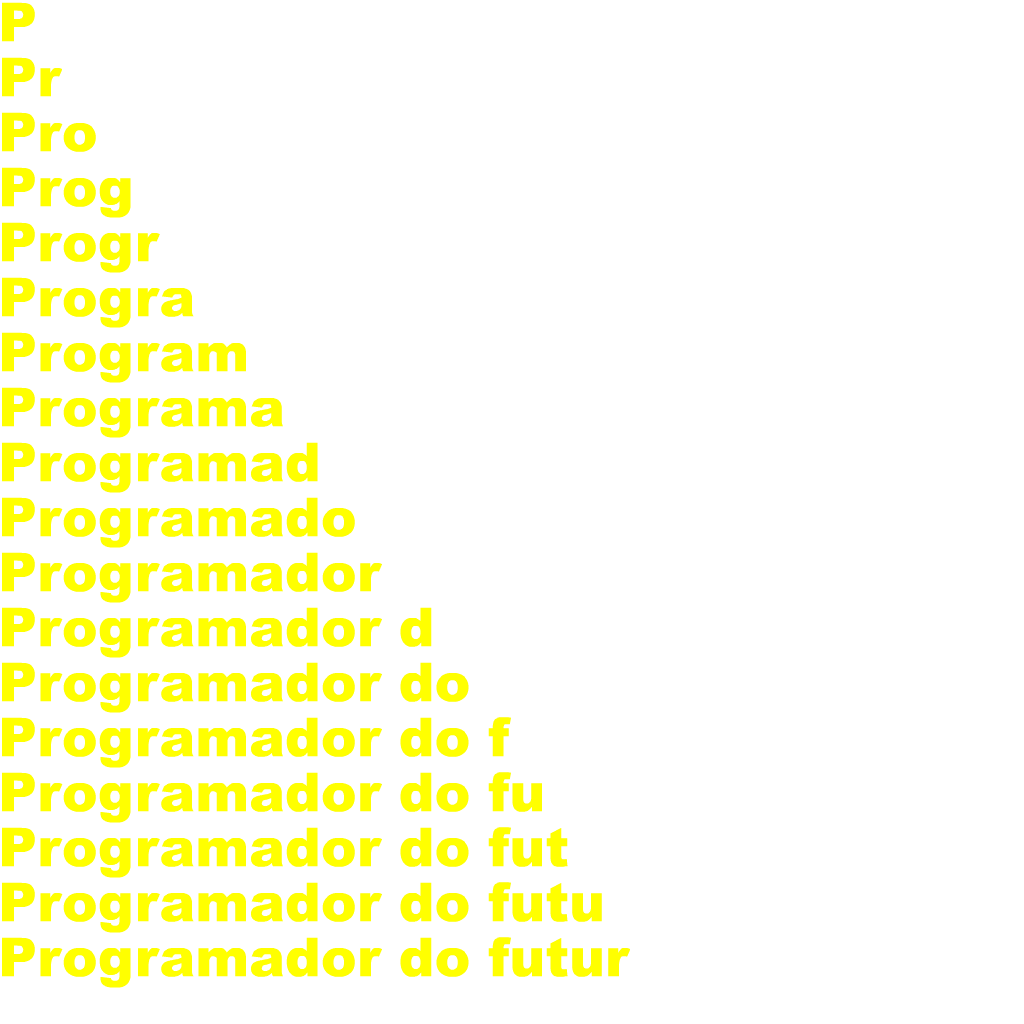 P
Pr
Pro
Prog
Progr
Progra
Program
Programa
Programad
Programado
Programador
Programador d
Programador do
Programador do f
Programador do fu
Programador do fut
Programador do futu
Programador do futur